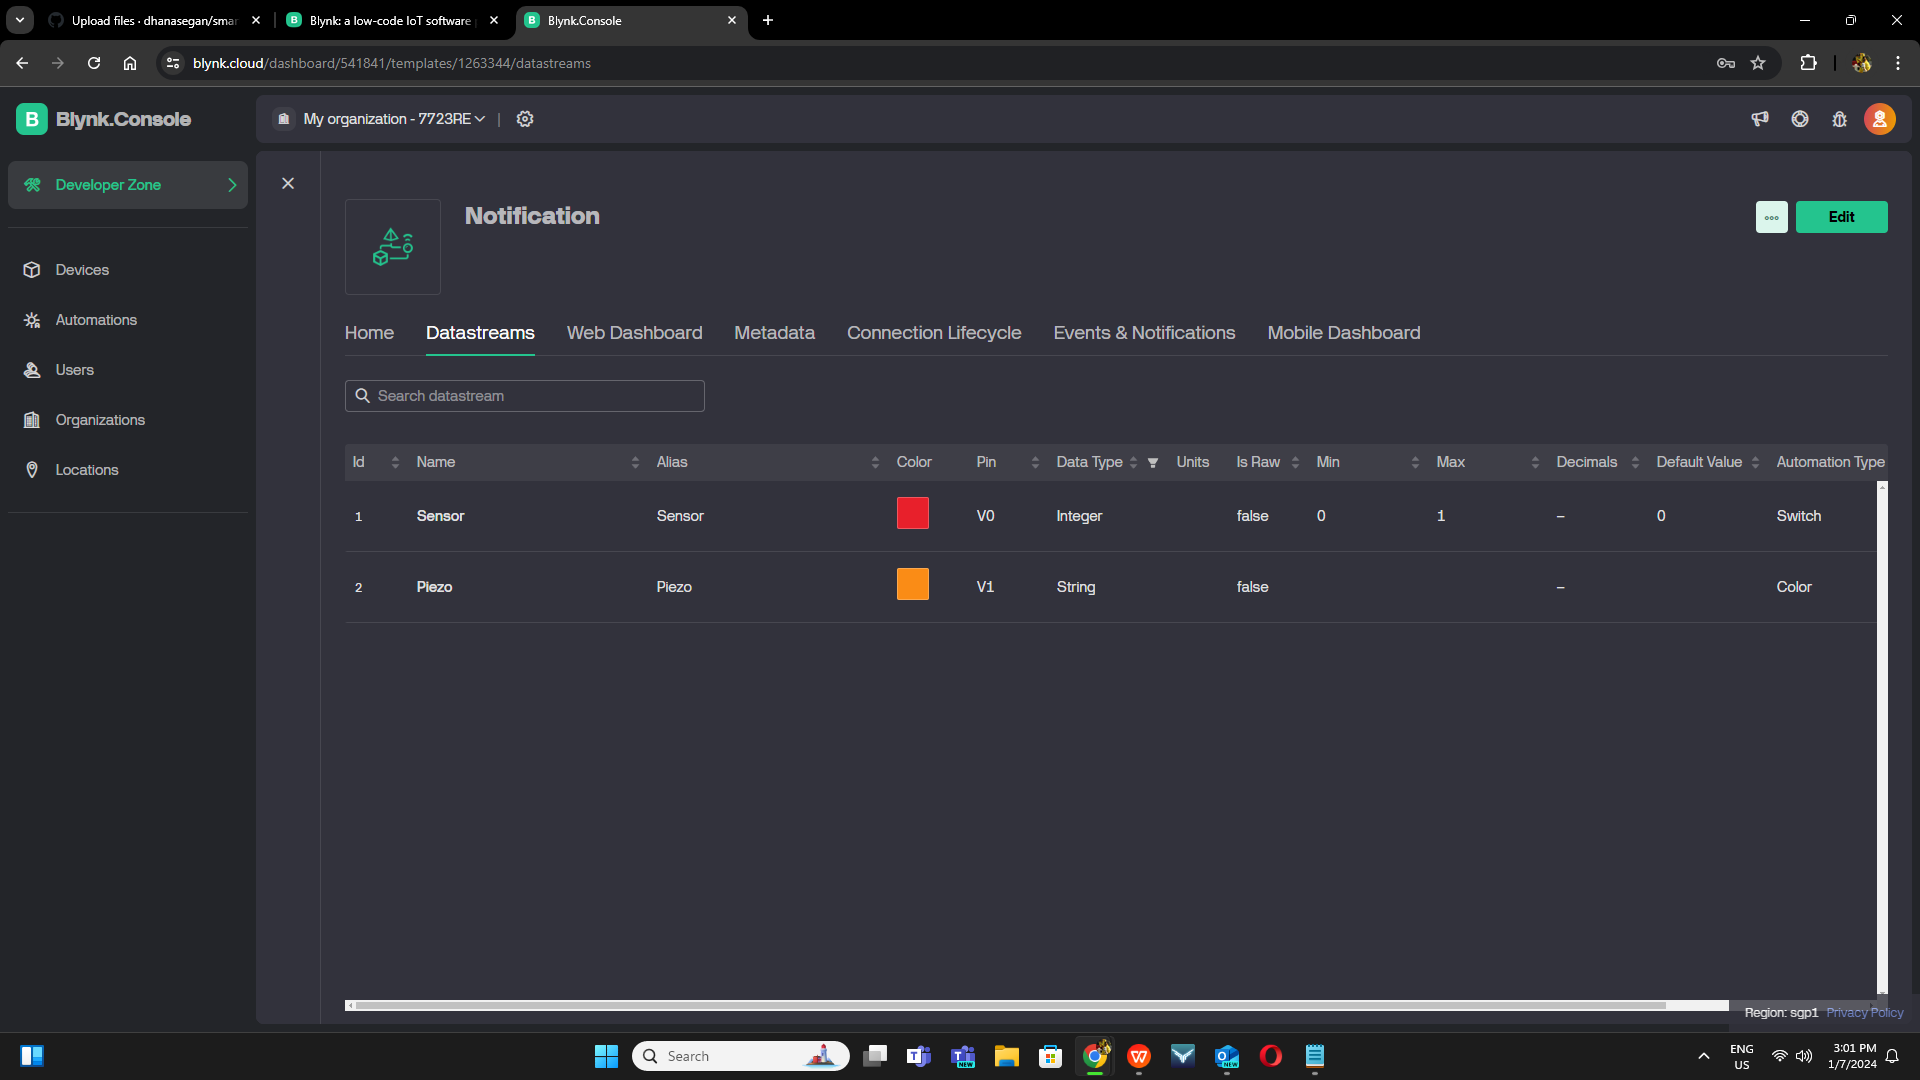 Upload files · dhanasegan/smar
Blynk: a low-code IoT software
B Blynk.Console
blynk.cloud/dashboard/541841/templates/1263344/datastreams
B Blynk.Console
My organization - 7723RE
Developer Zone
Devices
Automations
Users
Organizations
Locations
Notification
Edit
Home Datastreams Web Dashboard Metadata Connection Lifecycle Events & Notifications Mobile Dashboard
Search datastream
Id Name Alias Color Pin Data Type Units Is Raw Min Max Decimals Default Value Automation Type
1 Sensor Sensor V0 Integer false 0 1 – 0 Switch
2 Piezo Piezo V1 String false – Color
Region: sgp1 Privacy Policy
Search
ENG
US
3:01 PM
1/7/2024